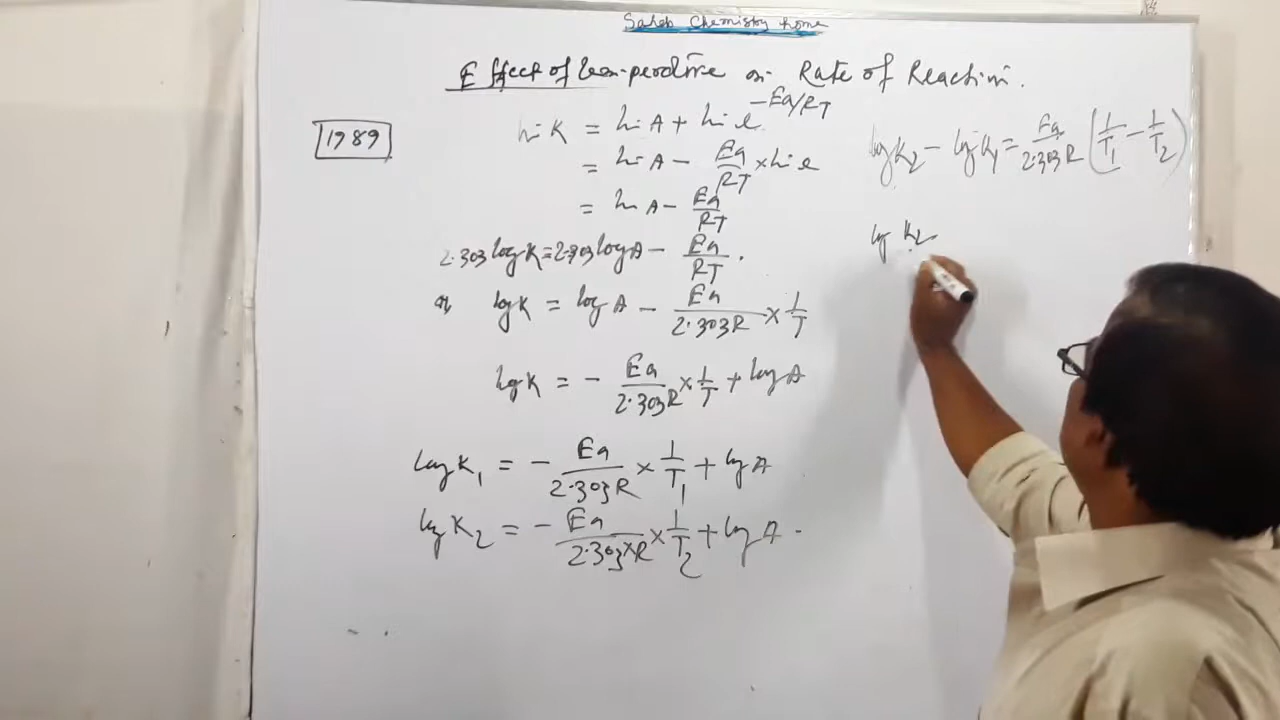 Saheb Chemistry home
Effect of Temperature on Rate of Reaction.
1989
ln K = ln A + ln e^-Ea/RT
= ln A - Ea/RT × ln e
= ln A - Ea/RT
2.303 log K = 2.303 log A - Ea/RT .
or log K = log A - Ea/2.303R × 1/T
log K = - Ea/2.303R × 1/T + log A
log K₁ = - Ea/2.303R × 1/T₁ + log A
log K₂ = - Ea/2.303×R × 1/T₂ + log A .
log K₂ - log K₁ = Ea/2.303R (1/T₁ - 1/T₂)
log K₂